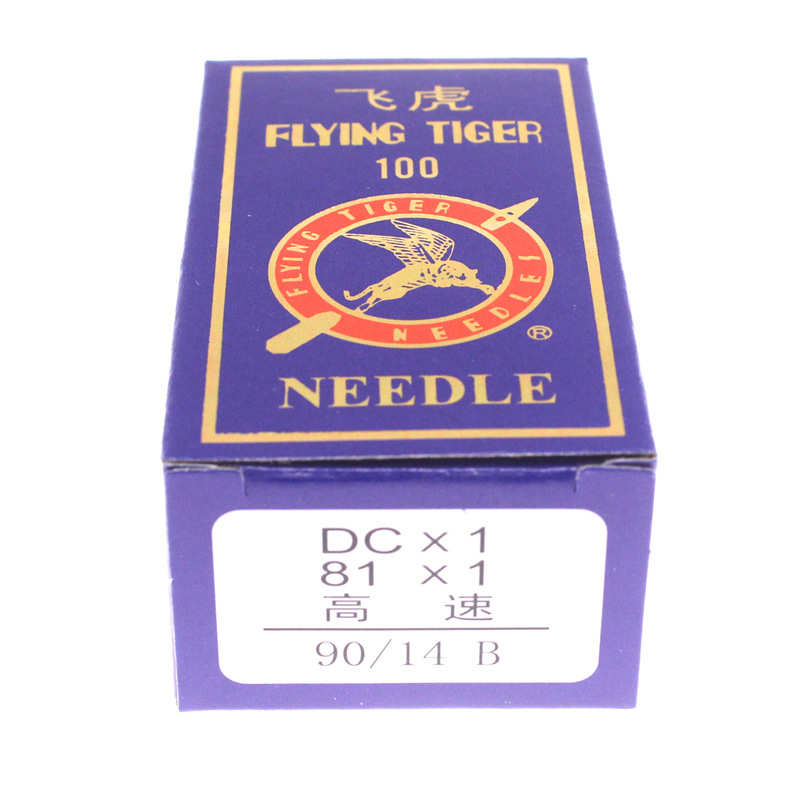 飞虎
FLYING TIGER
100
FLYING TIGER
NEEDLES
®
NEEDLE
DC × 1
81 × 1
高 速
90/14 B